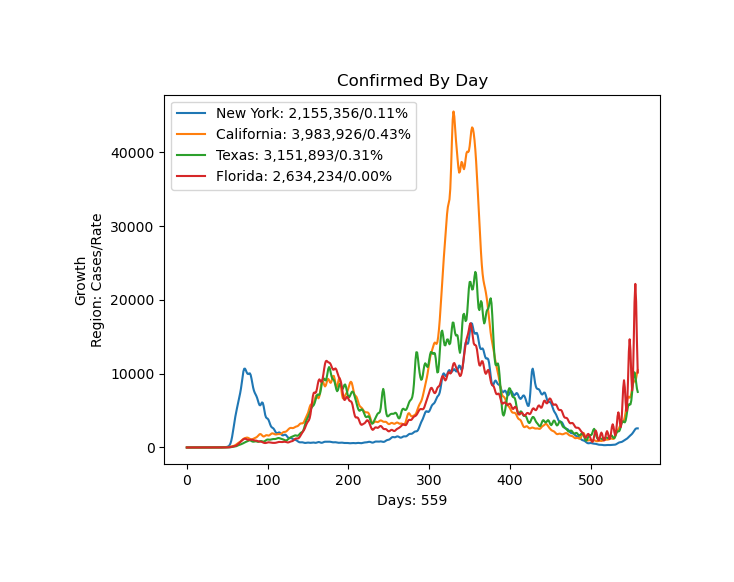 Confirmed By Day
New York: 2,155,356/0.11%
California: 3,983,926/0.43%
Texas: 3,151,893/0.31%
Florida: 2,634,234/0.00%
Growth
Region: Cases/Rate
40000
30000
20000
10000
0
0 100 200 300 400 500
Days: 559